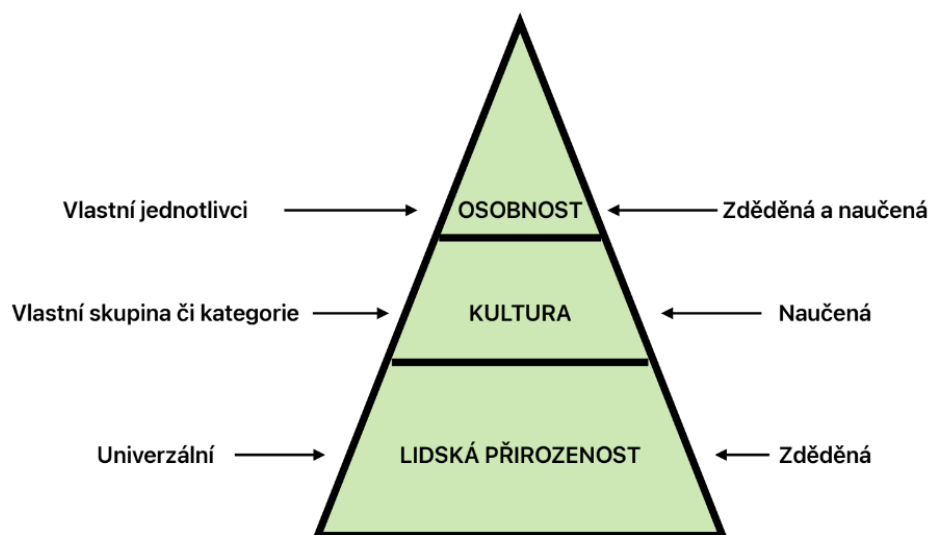 Vlastní jednotlivci OSOBNOST Zděděná a naučená
Vlastní skupina či kategorie KULTURA Naučená
Univerzální LIDSKÁ PŘIROZENOST Zděděná